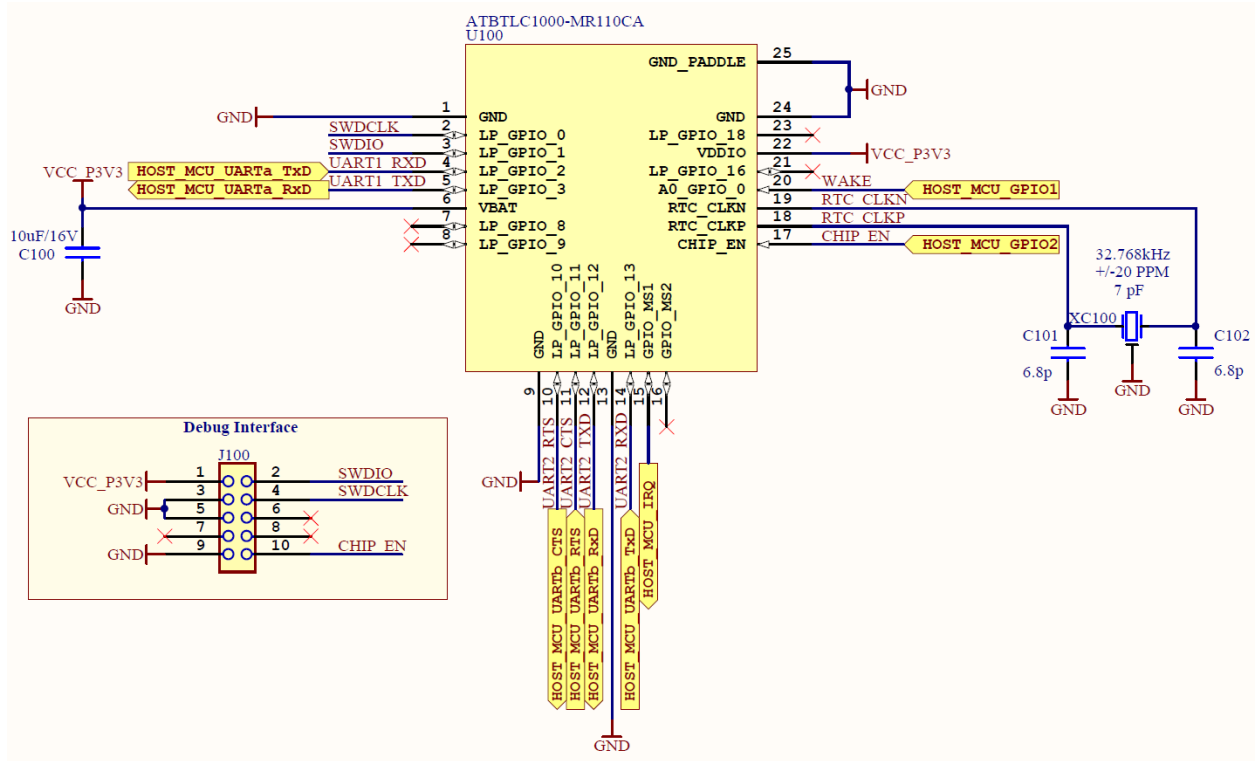 ATBTLC1000-MR110CA
U100
25
GND_PADDLE
GND
1
GND
24
GND
GND
2
SWDCLK
LP_GPIO_0
23
LP_GPIO_18
3
SWDIO
LP_GPIO_1
22
VDDIO
VCC_P3V3
VCC_P3V3
HOST_MCU_UARTa_TxD
UART1_RXD
4
LP_GPIO_2
21
LP_GPIO_16
HOST_MCU_UARTa_RxD
UART1_TXD
5
LP_GPIO_3
20
A0_GPIO_0
WAKE
HOST_MCU_GPIO1
6
VBAT
19
RTC_CLKN
RTC_CLKN
7
LP_GPIO_8
18
RTC_CLKP
RTC_CLKP
8
LP_GPIO_9
17
CHIP_EN
CHIP_EN
HOST_MCU_GPIO2
10uF/16V
C100
GND
32.768kHz
+/-20 PPM
7 pF
XC100
C101
6.8p
C102
6.8p
GND
GND
GND
GND
LP_GPIO_10
LP_GPIO_11
LP_GPIO_12
GND
LP_GPIO_13
GPIO_MS1
GPIO_MS2
9
10
11
12
13
14
15
16
GND
UART2_RTS
UART2_CTS
UART2_TXD
UART2_RXD
HOST_MCU_UARTb_CTS
HOST_MCU_UARTb_RTS
HOST_MCU_UARTb_RxD
HOST_MCU_UARTb_TxD
HOST_MCU_IRQ
GND
Debug Interface
J100
VCC_P3V3
1
2
SWDIO
3
4
SWDCLK
GND
5
6
7
8
GND
9
10
CHIP_EN